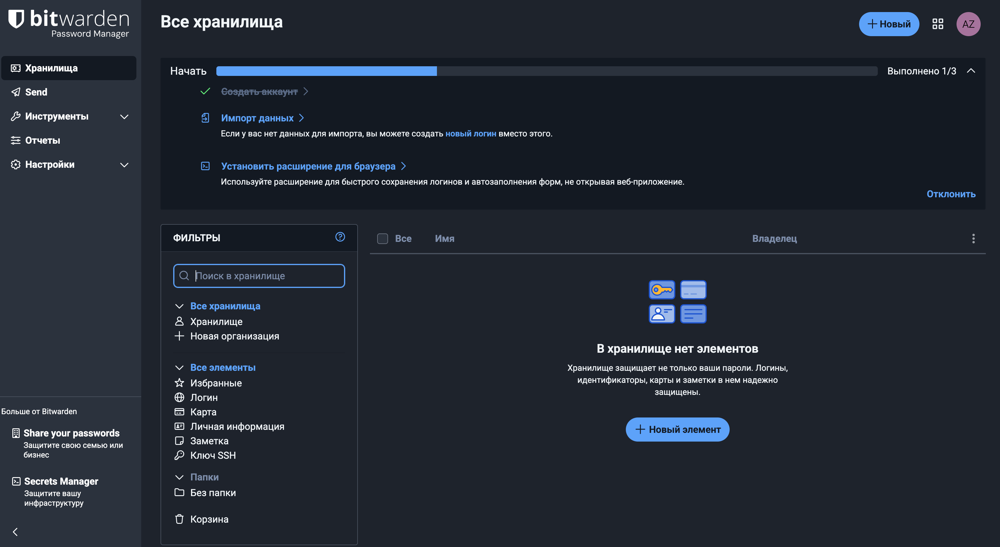 bitwarden
Password Manager
Хранилища
Send
Инструменты
Отчеты
Настройки
Больше от Bitwarden
Share your passwords
Защитите свою семью или
бизнес
Secrets Manager
Защитите вашу
инфраструктуру
Все хранилища
Новый
AZ
Начать
Выполнено 1/3
Создать аккаунт
Импорт данных
Если у вас нет данных для импорта, вы можете создать новый логин вместо этого.
Установить расширение для браузера
Используйте расширение для быстрого сохранения логинов и автозаполнения форм, не открывая веб-приложение.
Отклонить
ФИЛЬТРЫ
Поиск в хранилище
Все хранилища
Хранилище
Новая организация
Все элементы
Избранные
Логин
Карта
Личная информация
Заметка
Ключ SSH
Папки
Без папки
Корзина
Все Имя Владелец
В хранилище нет элементов
Хранилище защищает не только ваши пароли. Логины,
идентификаторы, карты и заметки в нем надежно
защищены.
Новый элемент